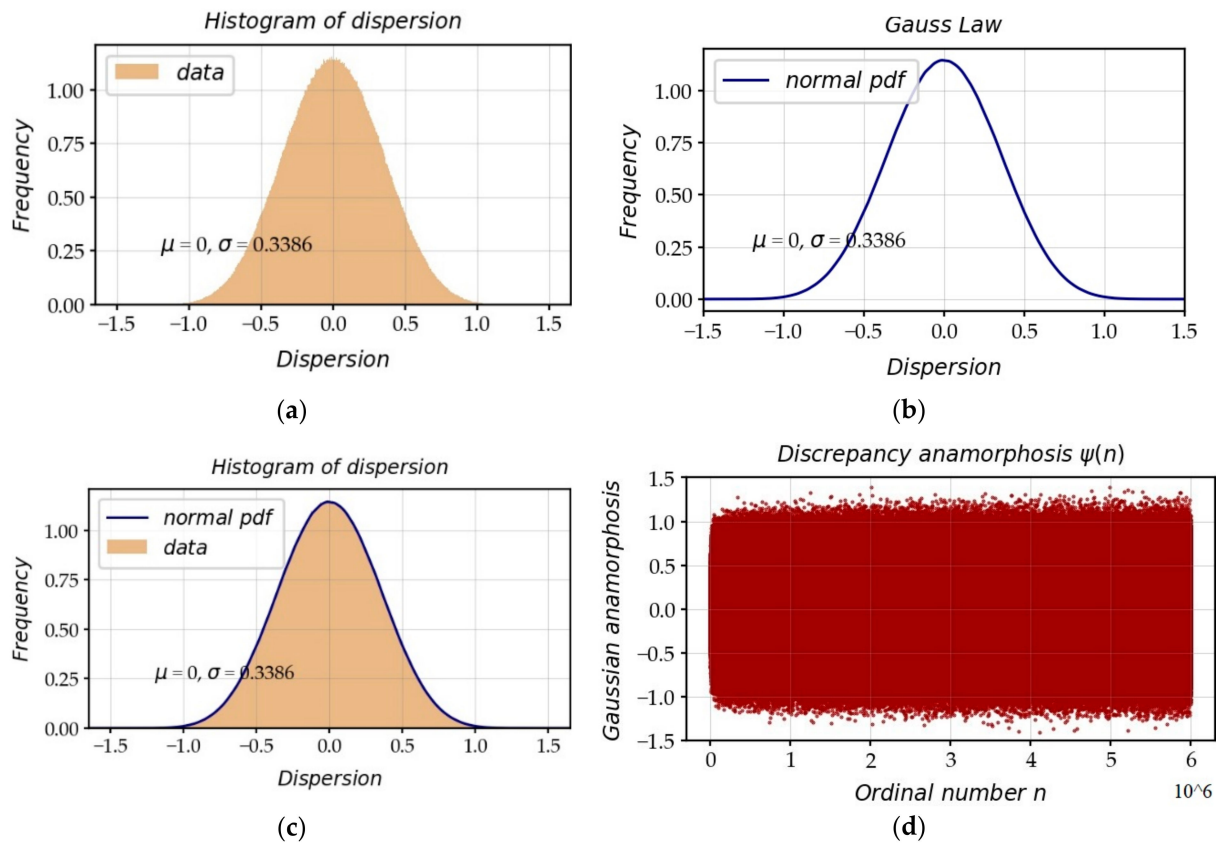 Histogram of dispersion
data
1.00
0.75
0.50
0.25
0.00
Frequency
μ = 0, σ = 0.3386
−1.5 −1.0 −0.5 0.0 0.5 1.0 1.5
Dispersion
(a)
Gauss Law
normal pdf
1.00
0.75
0.50
0.25
0.00
Frequency
μ = 0, σ = 0.3386
−1.5 −1.0 −0.5 0.0 0.5 1.0 1.5
Dispersion
(b)
Histogram of dispersion
normal pdf
data
1.00
0.75
0.50
0.25
0.00
Frequency
μ = 0, σ = 0.3386
−1.5 −1.0 −0.5 0.0 0.5 1.0 1.5
Dispersion
(c)
Discrepancy anamorphosis ψ(n)
1.5
1.0
0.5
0.0
−0.5
−1.0
−1.5
Gaussian anamorphosis
0 1 2 3 4 5 6
Ordinal number n
10^6
(d)